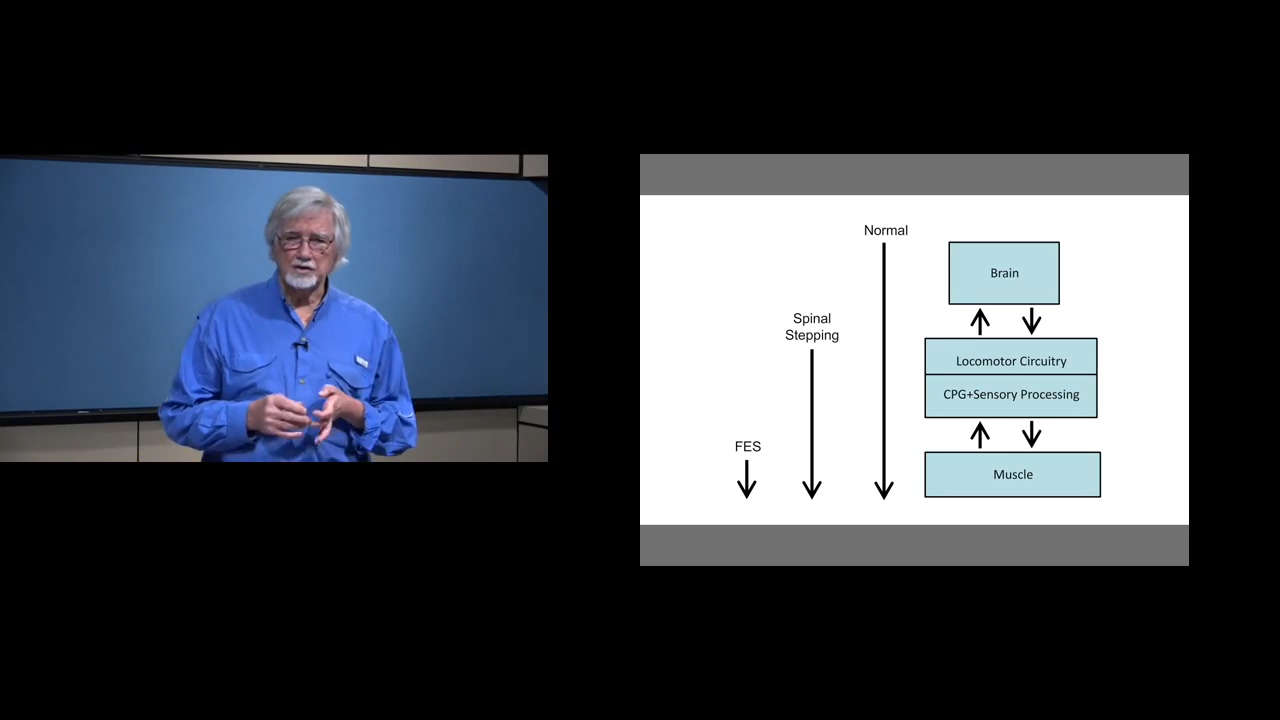 Normal
Brain
Spinal
Stepping
Locomotor Circuitry
CPG+Sensory Processing
FES
Muscle